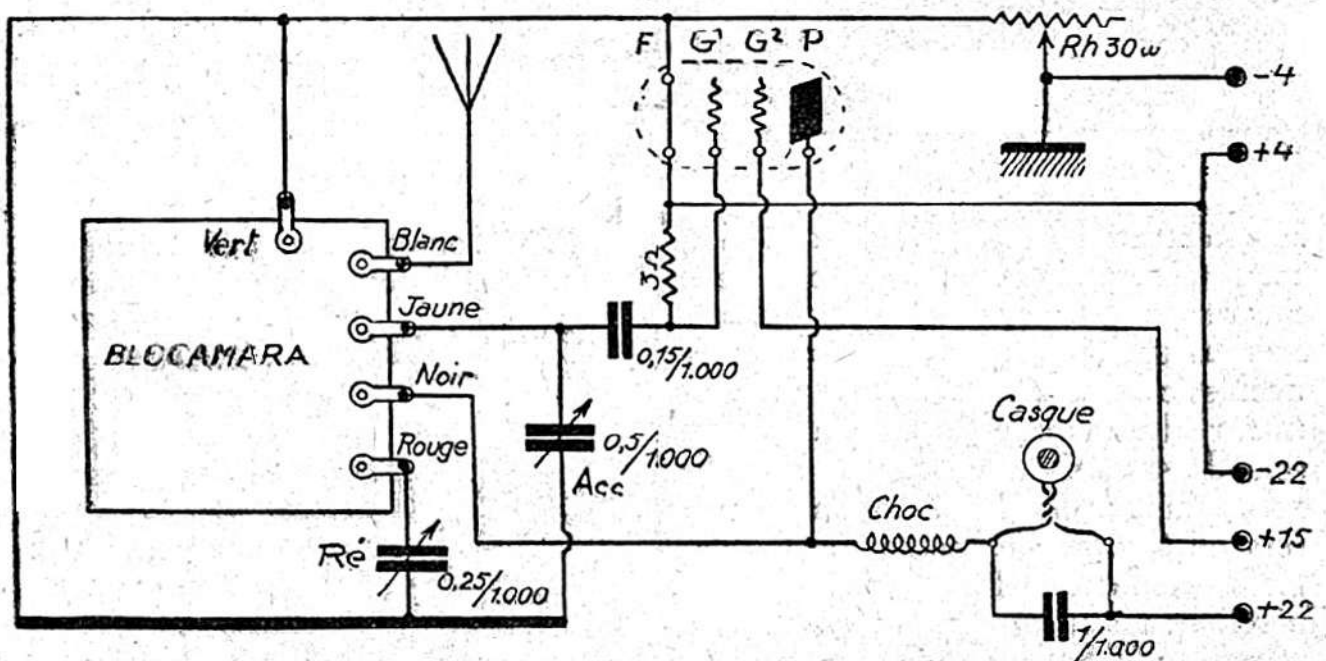 F G¹ G² P
Rh 30 ω
-4
+4
Vert
Blanc
3Ω
Jaune
BLOCAMARA
0,15/1.000
Noir
Casque
Rouge
0,5/1.000
-22
Acc
Choc
+15
Ré
0,25/1.000
+22
1/1.000